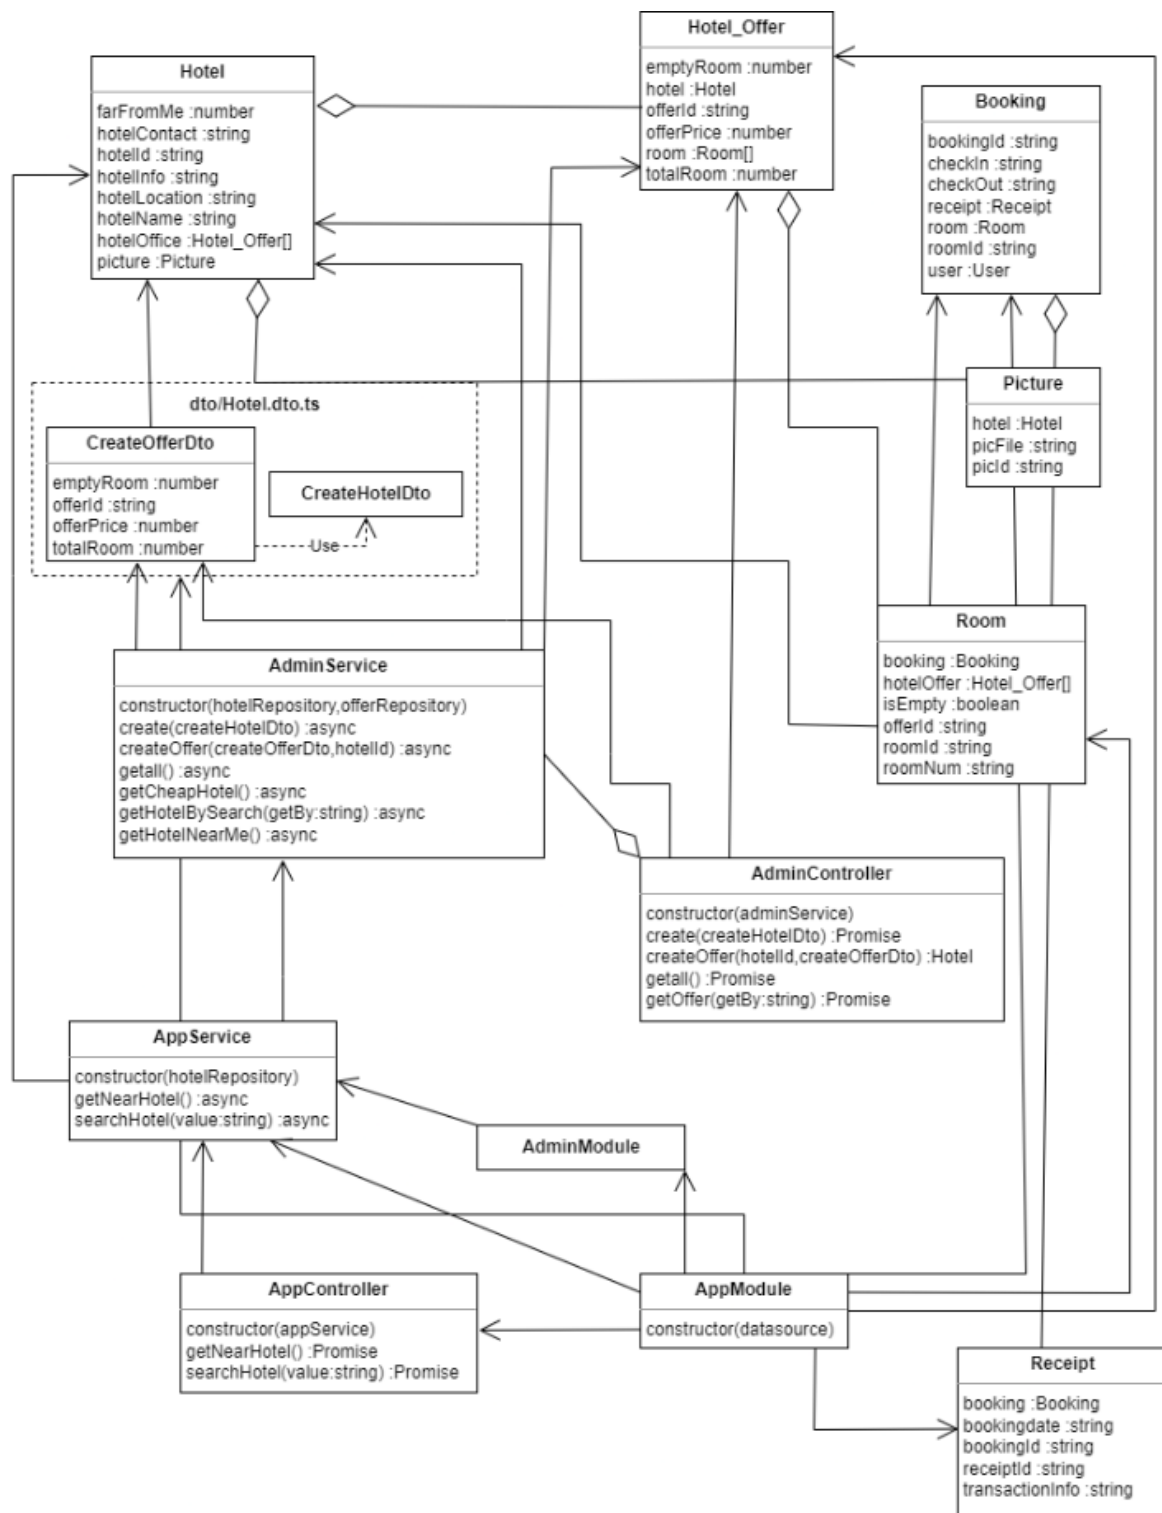 Hotel_Offer
emptyRoom :number
hotel :Hotel
offerId :string
offerPrice :number
room :Room[]
totalRoom :number
Hotel
farFromMe :number
hotelContact :string
hotelId :string
hotelInfo :string
hotelLocation :string
hotelName :string
hotelOffice :Hotel_Offer[]
picture :Picture
Booking
bookingId :string
checkIn :string
checkOut :string
receipt :Receipt
room :Room
roomId :string
user :User
Picture
hotel :Hotel
picFile :string
picId :string
dto/Hotel.dto.ts
CreateOfferDto
emptyRoom :number
offerId :string
offerPrice :number
totalRoom :number
CreateHotelDto
Use
Room
booking :Booking
hotelOffer :Hotel_Offer[]
isEmpty :boolean
offerId :string
roomId :string
roomNum :string
AdminService
constructor(hotelRepository,offerRepository)
create(createHotelDto) :async
createOffer(createOfferDto,hotelId) :async
getall() :async
getCheapHotel() :async
getHotelBySearch(getBy:string) :async
getHotelNearMe() :async
AdminController
constructor(adminService)
create(createHotelDto) :Promise
createOffer(hotelId,createOfferDto) :Hotel
getall() :Promise
getOffer(getBy:string) :Promise
AppService
constructor(hotelRepository)
getNearHotel() :async
searchHotel(value:string) :async
AdminModule
AppController
constructor(appService)
getNearHotel() :Promise
searchHotel(value:string) :Promise
AppModule
constructor(datasource)
Receipt
booking :Booking
bookingdate :string
bookingId :string
receiptId :string
transactionInfo :string